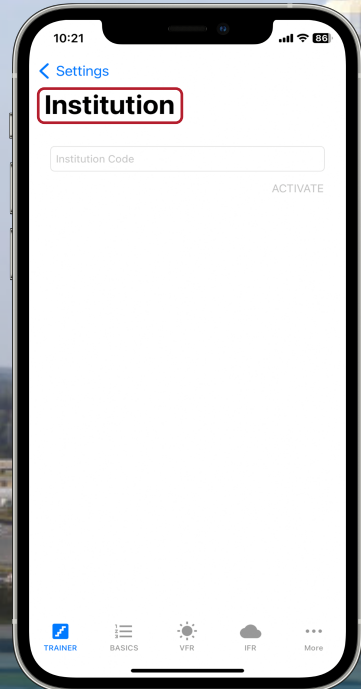 10:21
86
Settings
Institution
Institution Code
ACTIVATE
TRAINER
BASICS
VFR
IFR
More